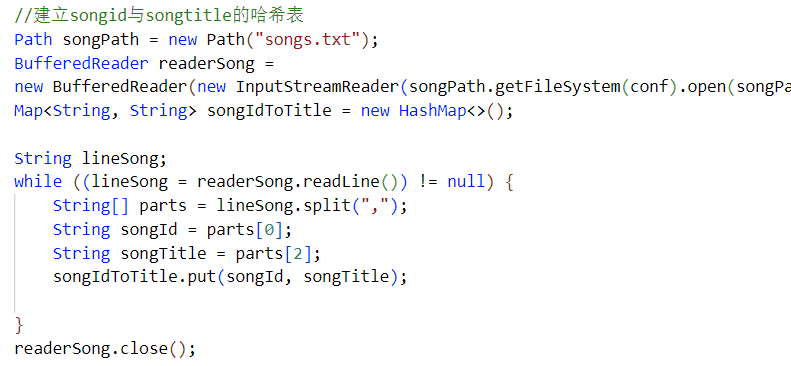 //建立songid与songtitle的哈希表
Path songPath = new Path("songs.txt");
BufferedReader readerSong =
new BufferedReader(new InputStreamReader(songPath.getFileSystem(conf).open(songPa
Map<String, String> songIdToTitle = new HashMap<>();
String lineSong;
while ((lineSong = readerSong.readLine()) != null) {
String[] parts = lineSong.split(",");
String songId = parts[0];
String songTitle = parts[2];
songIdToTitle.put(songId, songTitle);
}
readerSong.close();